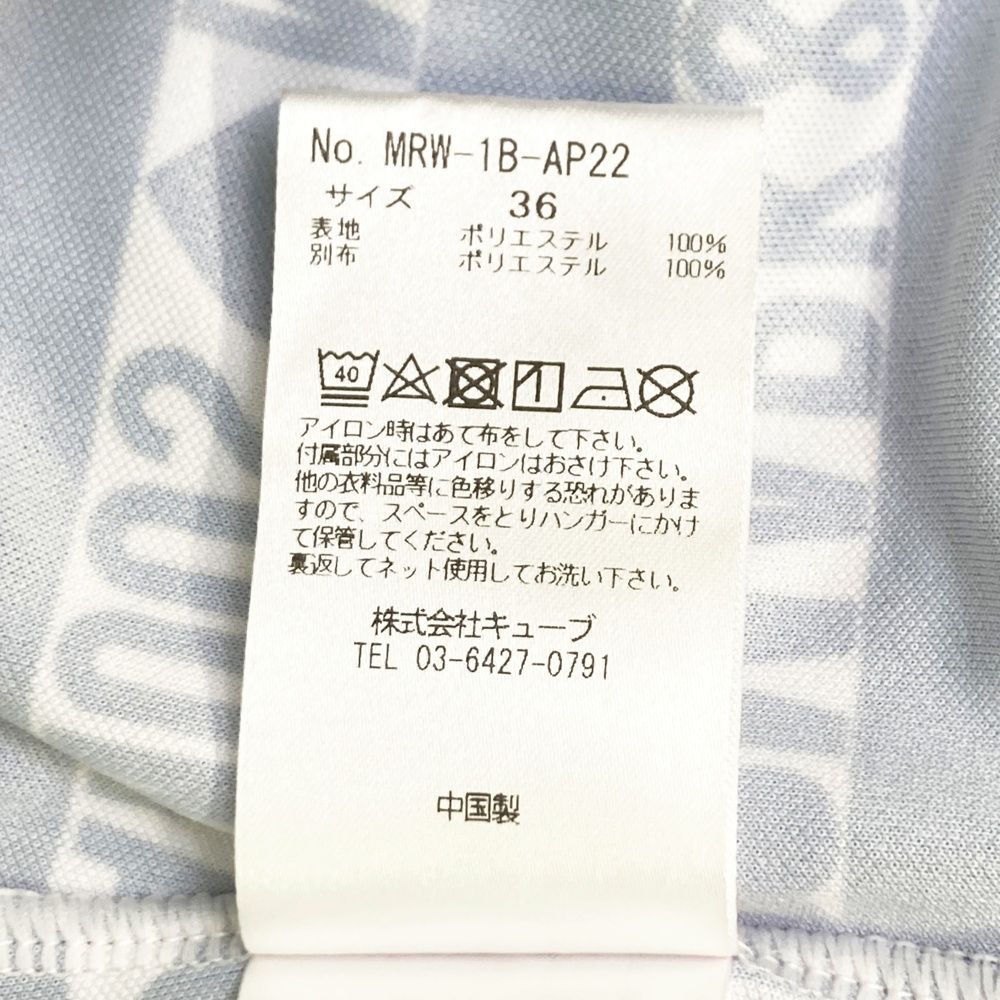 No. MRW-1B-AP22
サイズ 36
表地 ポリエステル 100%
別布 ポリエステル 100%
40
アイロン時はあて布をして下さい。
付属部分にはアイロンはおさけ下さい。
他の衣料品等に色移りする恐れがありま
すので、スペースをとりハンガーにかけ
て保管してください。
裏返してネット使用してお洗い下さい。
株式会社キューブ
TEL 03-6427-0791
中国製